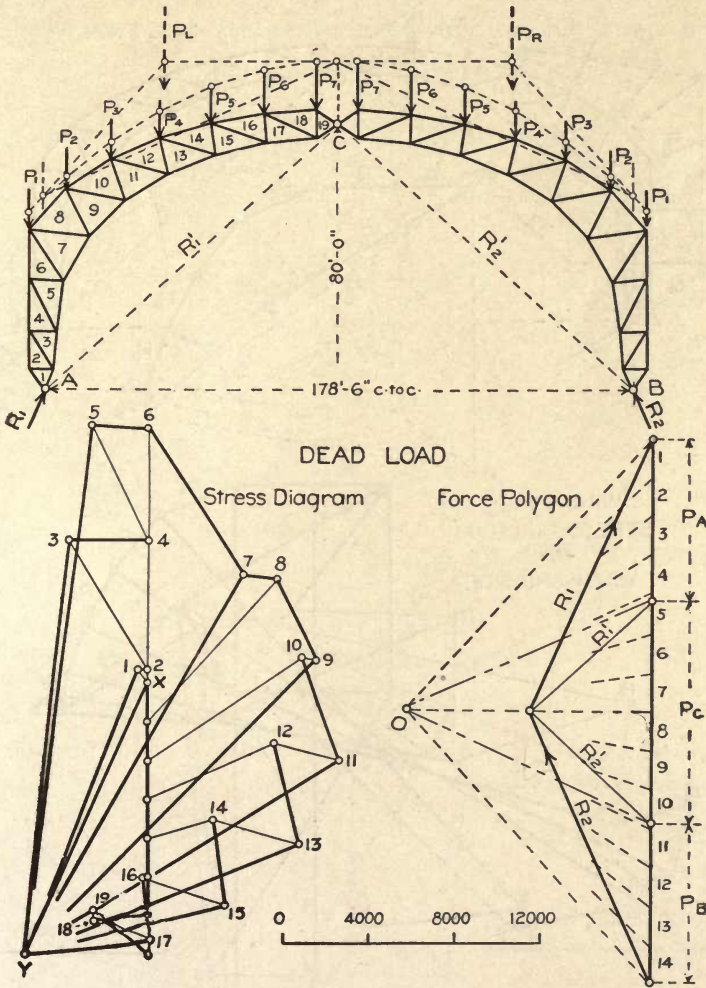 PL PR
P1 P2 P3 P4 P5 P6 P7 P7 P6 P5 P4 P3 P2 P1
1 2 3 4 5 6 7 8 9 10 11 12 13 14 15 16 17 18 19
C
R1' R2'
80'-0"
A B
178'-6" c. to c.
R1 R2
DEAD LOAD
Stress Diagram Force Polygon
5 6
3 4
7 8
1 2
X
10 9
12 11
14 13
16 15
19
18 17
Y
0 4000 8000 12000
1
2
3
4
5
6
7
8
9
10
11
12
13
14
PA
PC
PB
R1
R1'
O
R2'
R2